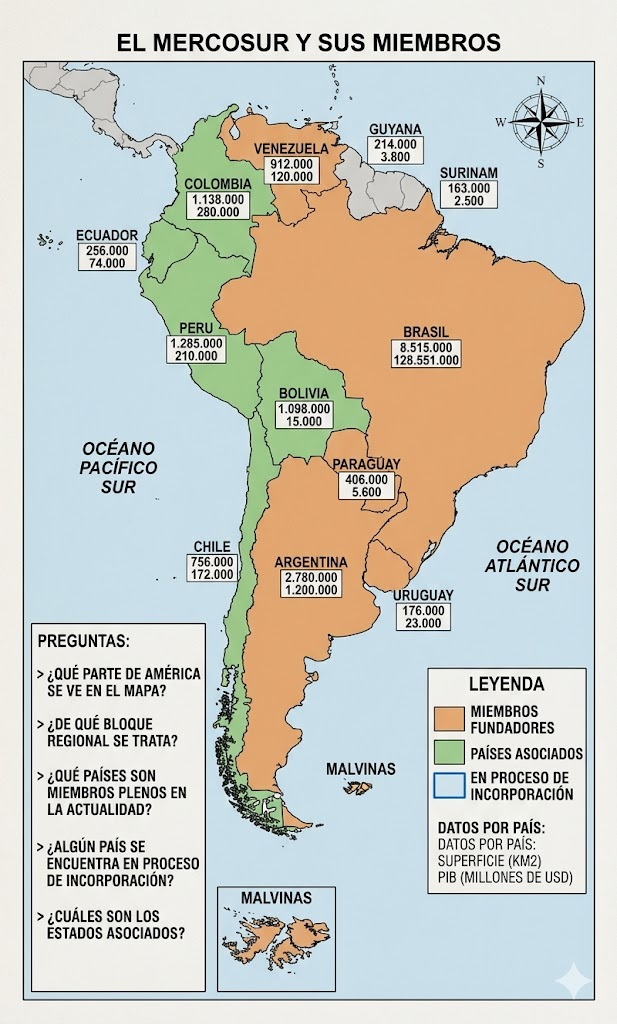 EL MERCOSUR Y SUS MIEMBROS
N
W
E
S
GUYANA
214.000
3.800
VENEZUELA
912.000
120.000
SURINAM
163.000
2.500
COLOMBIA
1.138.000
280.000
ECUADOR
256.000
74.000
PERU
1.285.000
210.000
BRASIL
8.515.000
128.551.000
BOLIVIA
1.098.000
15.000
OCÉANO
PACÍFICO
SUR
PARAGUAY
406.000
5.600
CHILE
756.000
172.000
ARGENTINA
2.780.000
1.200.000
OCÉANO
ATLÁNTICO
SUR
URUGUAY
176.000
23.000
PREGUNTAS:
> ¿QUÉ PARTE DE AMÉRICA
SE VE EN EL MAPA?
> ¿DE QUÉ BLOQUE
REGIONAL SE TRATA?
> ¿QUÉ PAÍSES SON
MIEMBROS PLENOS EN
LA ACTUALIDAD?
> ¿ALGÚN PAÍS SE
ENCUENTRA EN PROCESO
DE INCORPORACIÓN?
> ¿CUÁLES SON LOS
ESTADOS ASOCIADOS?
MALVINAS
MALVINAS
LEYENDA
MIEMBROS
FUNDADORES
PAÍSES ASOCIADOS
EN PROCESO DE
INCORPORACIÓN
DATOS POR PAÍS:
DATOS POR PAÍS:
SUPERFICIE (KM2)
PIB (MILLONES DE USD)